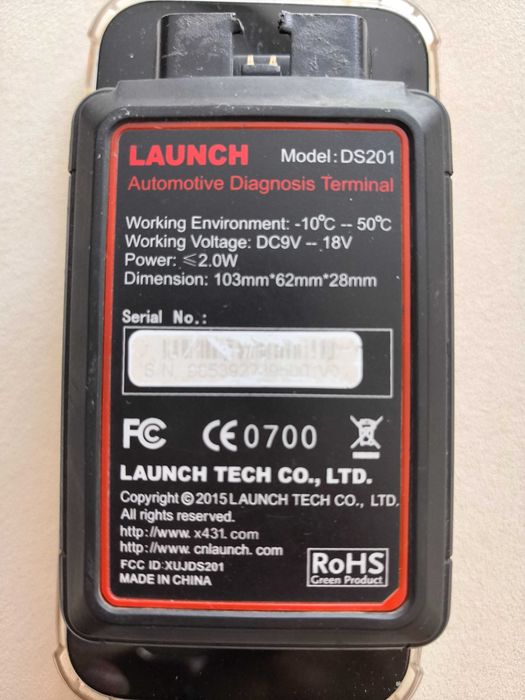 LAUNCH Model: DS201
Automotive Diagnosis Terminal
Working Environment: -10℃ -- 50℃
Working Voltage: DC9V -- 18V
Power: ≤2.0W
Dimension: 103mm*62mm*28mm
Serial No.:
S/N
FC
CE 0700
LAUNCH TECH CO., LTD.
Copyright © 2015 LAUNCH TECH CO., LTD.
All rights reserved.
http://www.x431.com
http://www.cnlaunch.com
FCC ID:XUJDS201
MADE IN CHINA
RoHS
Green Product